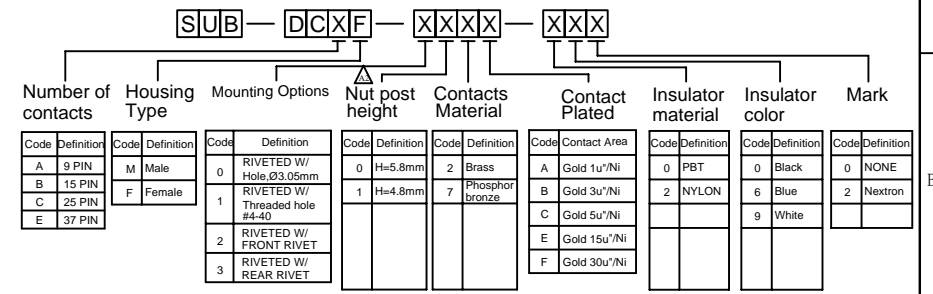 SUB — DCXF — XXXX — XXX
A2
Number of contacts
Code Definition
A 9 PIN
B 15 PIN
C 25 PIN
E 37 PIN
Housing Type
Code Definition
M Male
F Female
Mounting Options
Code Definition
0 RIVETED W/ Hole,Ø3.05mm
1 RIVETED W/ Threaded hole #4-40
2 RIVETED W/ FRONT RIVET
3 RIVETED W/ REAR RIVET
Nut post height
Code Definition
0 H=5.8mm
1 H=4.8mm
Contacts Material
Code Definition
2 Brass
7 Phosphor bronze
Contact Plated
Code Contact Area
A Gold 1u"/Ni
B Gold 3u"/Ni
C Gold 5u"/Ni
E Gold 15u"/Ni
F Gold 30u"/Ni
Insulator material
Code Definition
0 PBT
2 NYLON
Insulator color
Code Definition
0 Black
6 Blue
9 White
Mark
Code Definition
0 NONE
2 Nextron
E